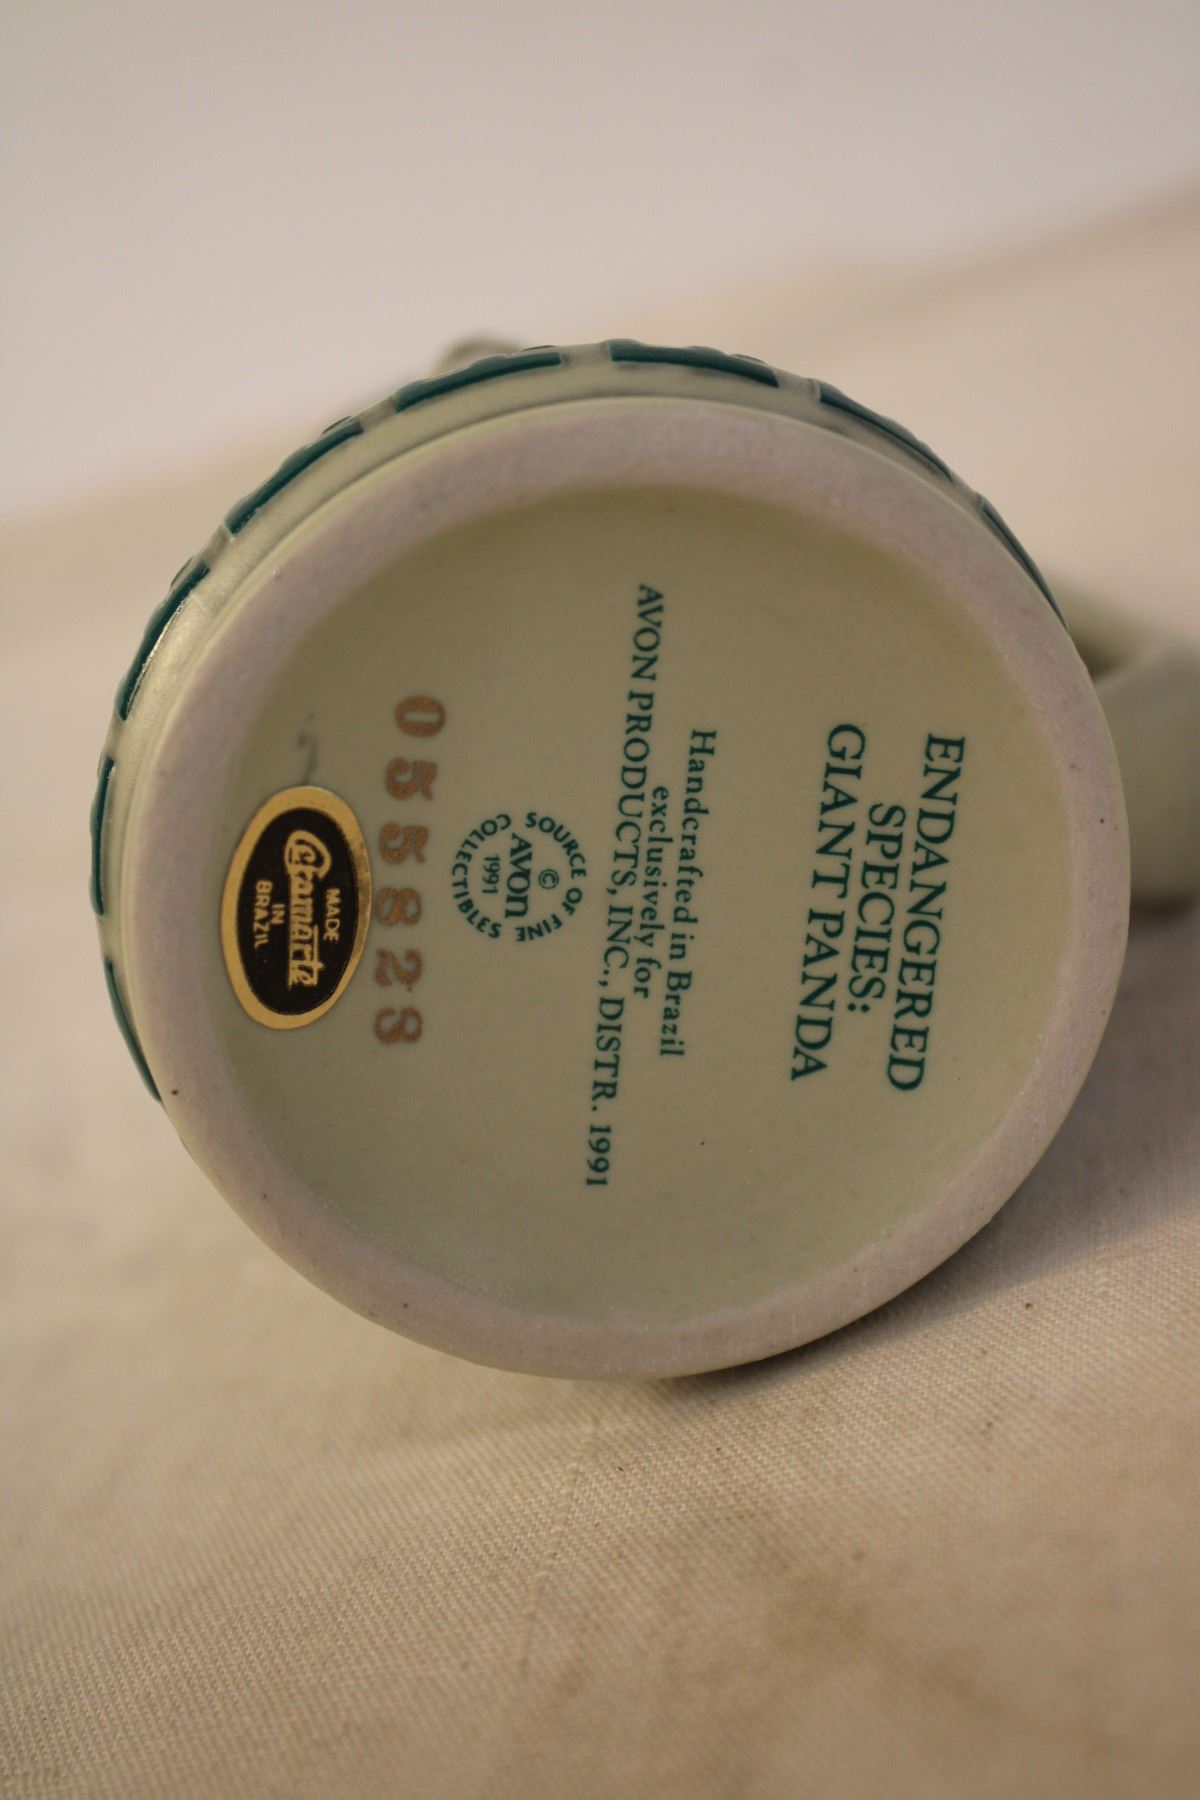 ENDANGERED
SPECIES:
GIANT PANDA
Handcrafted in Brazil
exclusively for
AVON PRODUCTS, INC., DISTR. 1991
SOURCE OF FINE COLLECTIBLES
©
AVON
1991
055828
MADE
Ceramarte
IN
BRAZIL